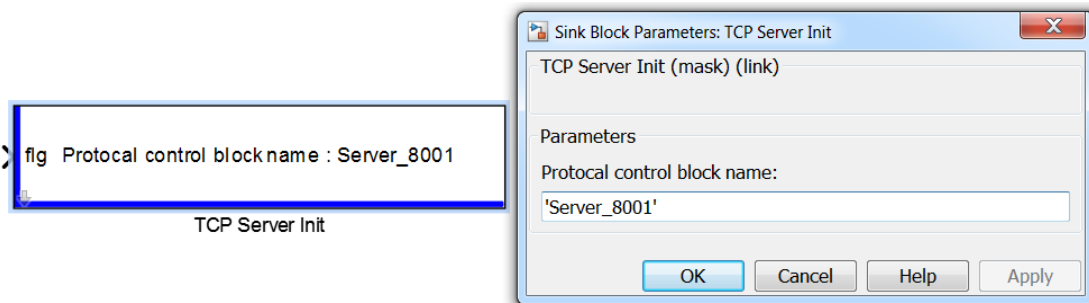 flg Protocal control block name : Server_8001
TCP Server Init
Sink Block Parameters: TCP Server Init
TCP Server Init (mask) (link)
Parameters
Protocal control block name:
'Server_8001'
OK Cancel Help Apply